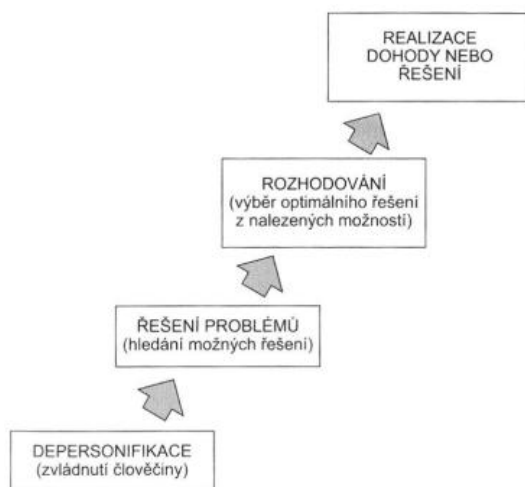 REALIZACE
DOHODY NEBO
ŘEŠENÍ
ROZHODOVÁNÍ
(výběr optimálního řešení
z nalezených možností)
ŘEŠENÍ PROBLÉMŮ
(hledání možných řešení)
DEPERSONIFIKACE
(zvládnutí člověčiny)